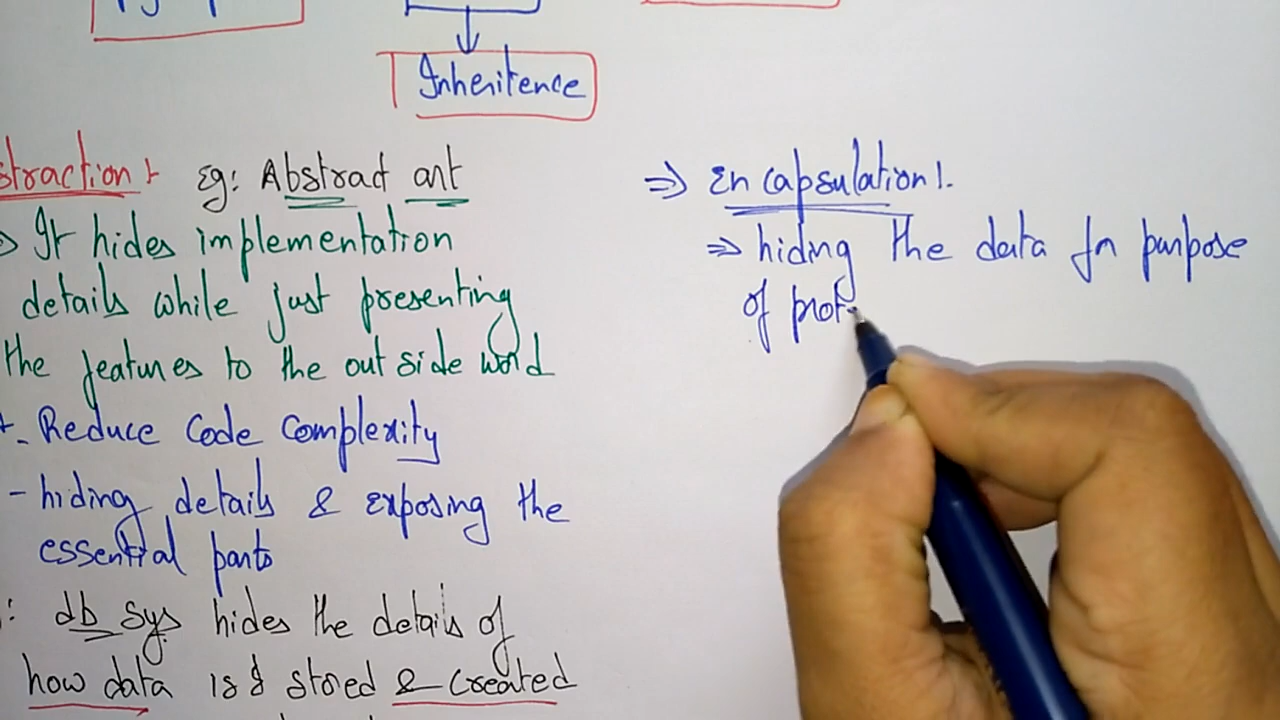 Inheritence
straction:
Eg: Abstract art
It hides implementation
details while just presenting
the features to the out side world
- Reduce Code Complexity
- hiding details & exposing the
essential parts
: db sys hides the details of
how data is stored & created
⇒ Encapsulation:
⇒ hiding the data for purpose
of prot